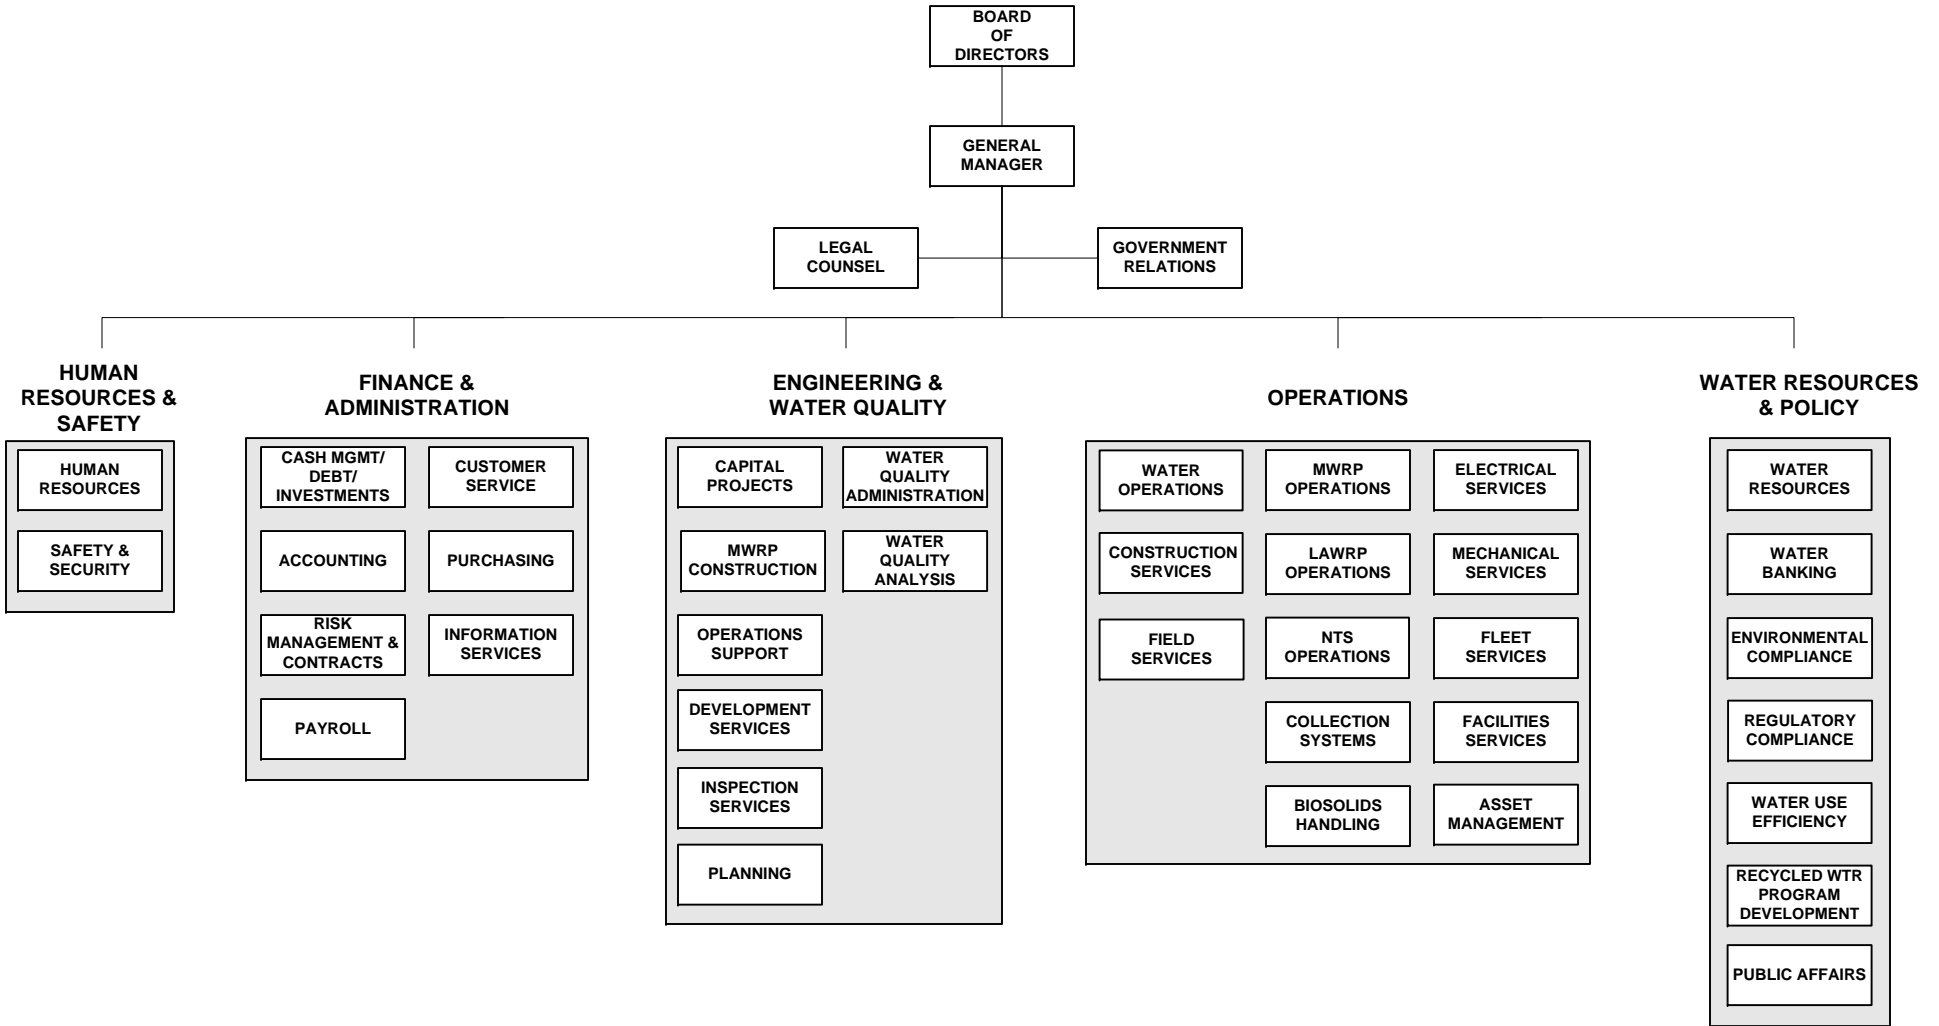 BOARD
OF
DIRECTORS
GENERAL
MANAGER
LEGAL
COUNSEL
GOVERNMENT
RELATIONS
HUMAN
RESOURCES &
SAFETY
HUMAN
RESOURCES
SAFETY &
SECURITY
FINANCE &
ADMINISTRATION
CASH MGMT/
DEBT/
INVESTMENTS
CUSTOMER
SERVICE
ACCOUNTING
PURCHASING
RISK
MANAGEMENT &
CONTRACTS
INFORMATION
SERVICES
PAYROLL
ENGINEERING &
WATER QUALITY
CAPITAL
PROJECTS
WATER
QUALITY
ADMINISTRATION
MWRP
CONSTRUCTION
WATER
QUALITY
ANALYSIS
OPERATIONS
SUPPORT
DEVELOPMENT
SERVICES
INSPECTION
SERVICES
PLANNING
OPERATIONS
WATER
OPERATIONS
MWRP
OPERATIONS
ELECTRICAL
SERVICES
CONSTRUCTION
SERVICES
LAWRP
OPERATIONS
MECHANICAL
SERVICES
FIELD
SERVICES
NTS
OPERATIONS
FLEET
SERVICES
COLLECTION
SYSTEMS
FACILITIES
SERVICES
BIOSOLIDS
HANDLING
ASSET
MANAGEMENT
WATER RESOURCES
& POLICY
WATER
RESOURCES
WATER
BANKING
ENVIRONMENTAL
COMPLIANCE
REGULATORY
COMPLIANCE
WATER USE
EFFICIENCY
RECYCLED WTR
PROGRAM
DEVELOPMENT
PUBLIC AFFAIRS